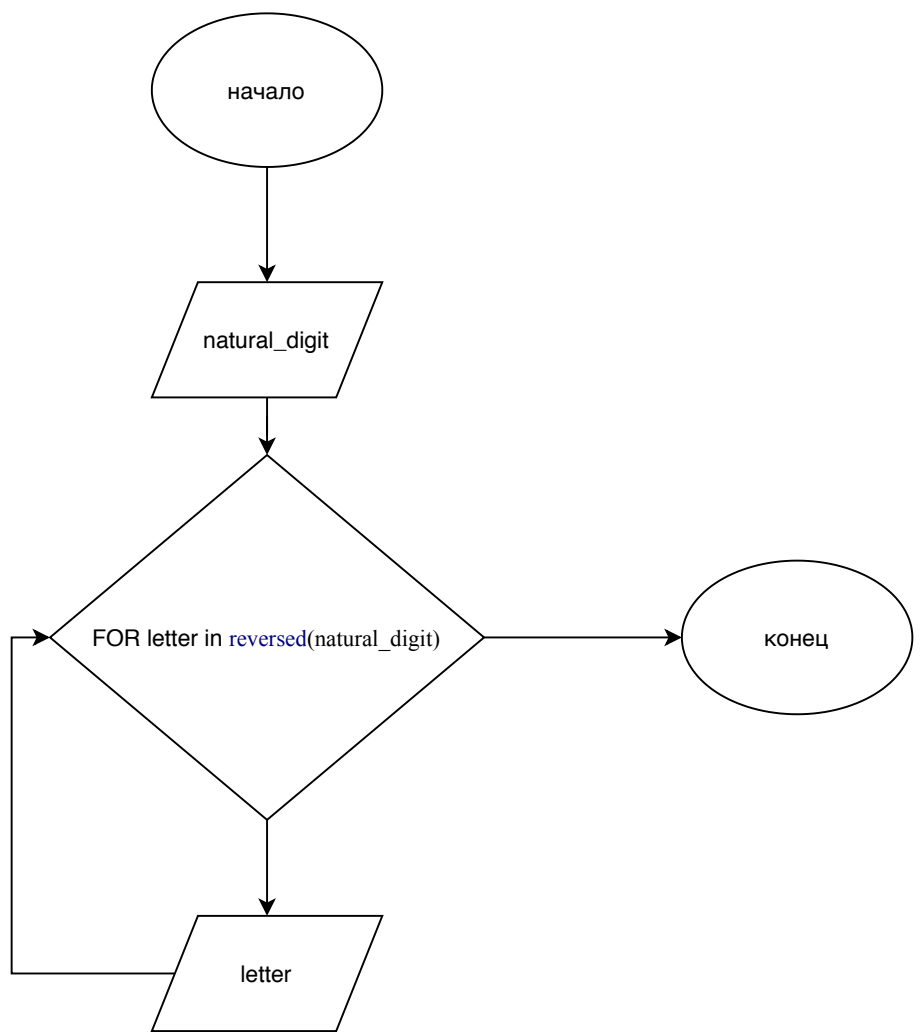 начало
natural_digit
FOR letter in reversed(natural_digit)
конец
letter